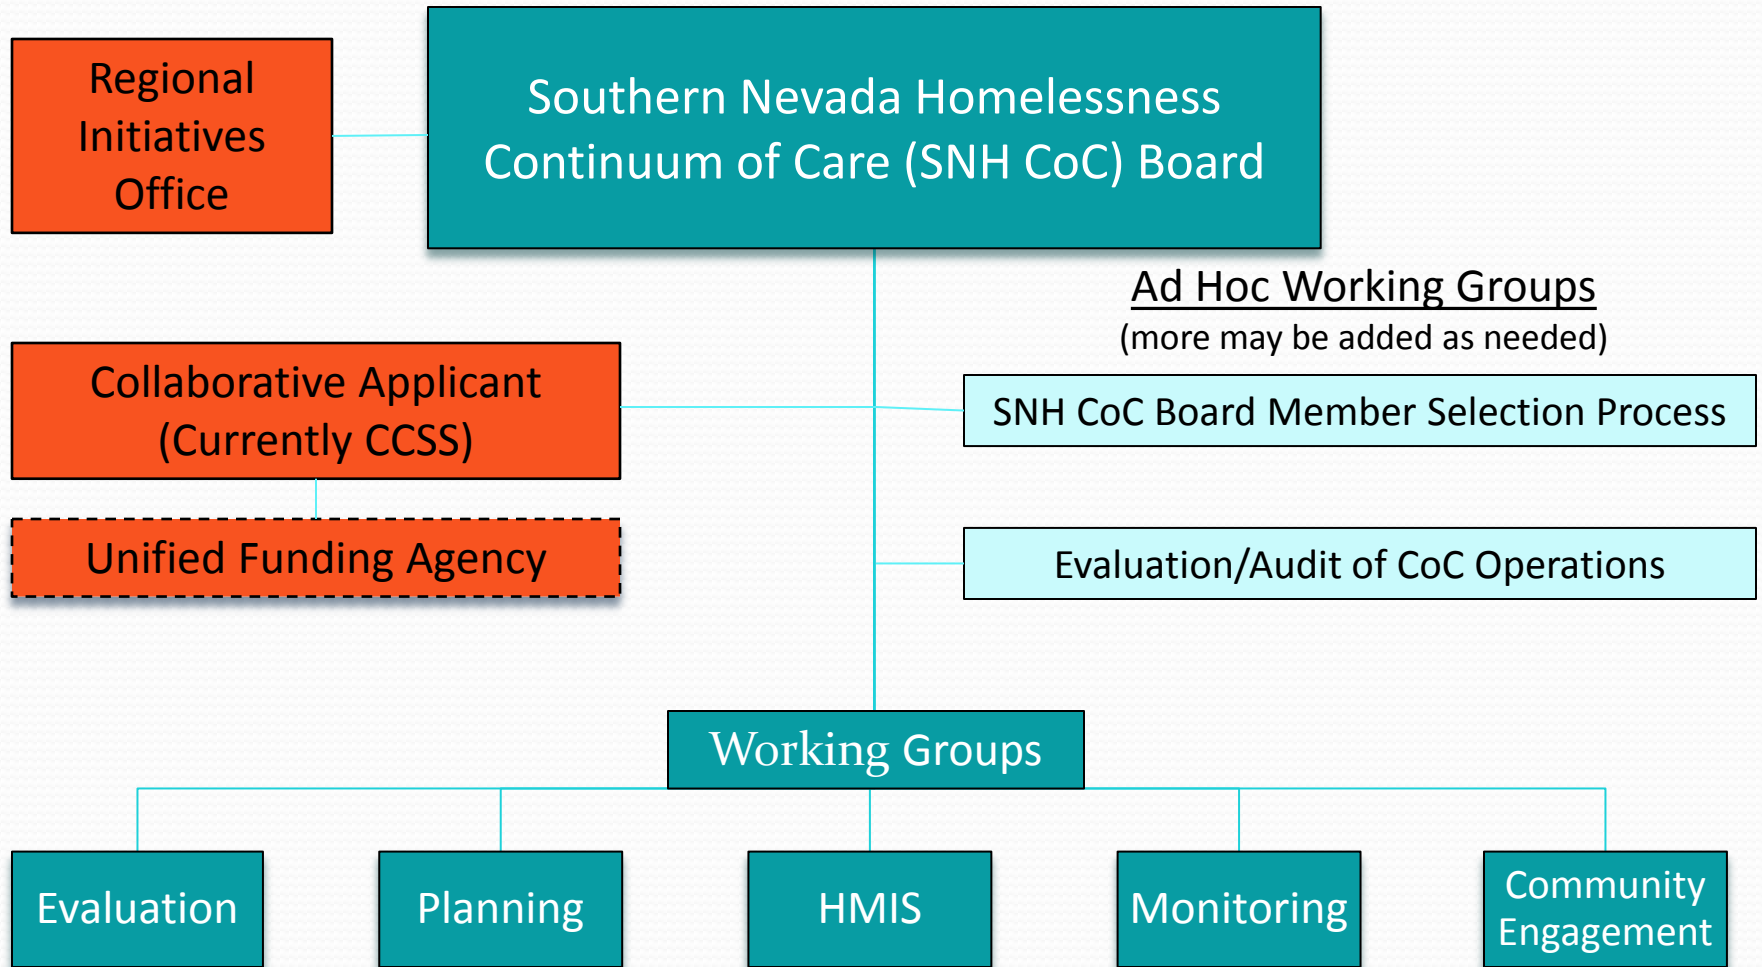 Regional
Initiatives
Office
Southern Nevada Homelessness
Continuum of Care (SNH CoC) Board
Ad Hoc Working Groups
(more may be added as needed)
Collaborative Applicant
(Currently CCSS)
SNH CoC Board Member Selection Process
Unified Funding Agency
Evaluation/Audit of CoC Operations
Working Groups
Evaluation
Planning
HMIS
Monitoring
Community
Engagement